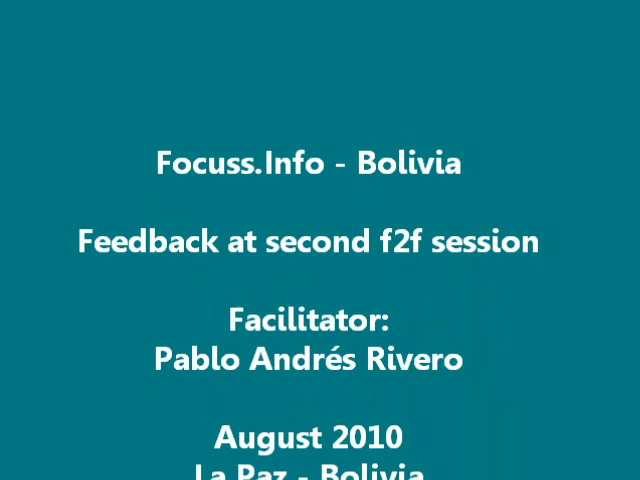 Focuss.Info - Bolivia
Feedback at second f2f session
Facilitator:
Pablo Andrés Rivero
August 2010
La Paz - Bolivia